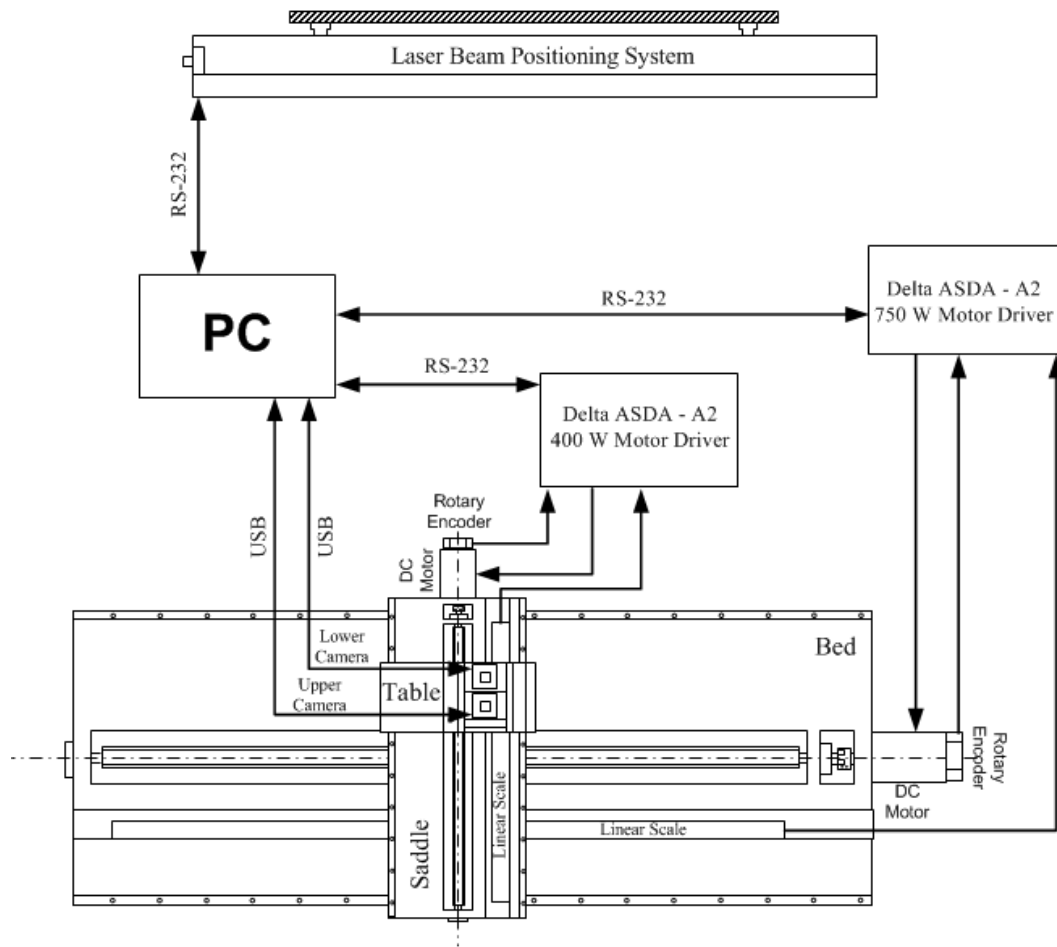 Laser Beam Positioning System
RS-232
PC
RS-232
Delta ASDA - A2
750 W Motor Driver
RS-232
Delta ASDA - A2
400 W Motor Driver
USB
USB
Rotary
Encoder
DC
Motor
Lower
Camera
Upper
Camera
Table
Bed
Saddle
Linear Scale
Linear Scale
DC
Motor
Rotary
Encoder